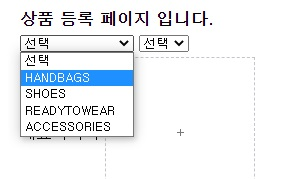 상품 등록 페이지 입니다.
선택 선택
선택
HANDBAGS
SHOES
READYTOWEAR
ACCESSORIES
+